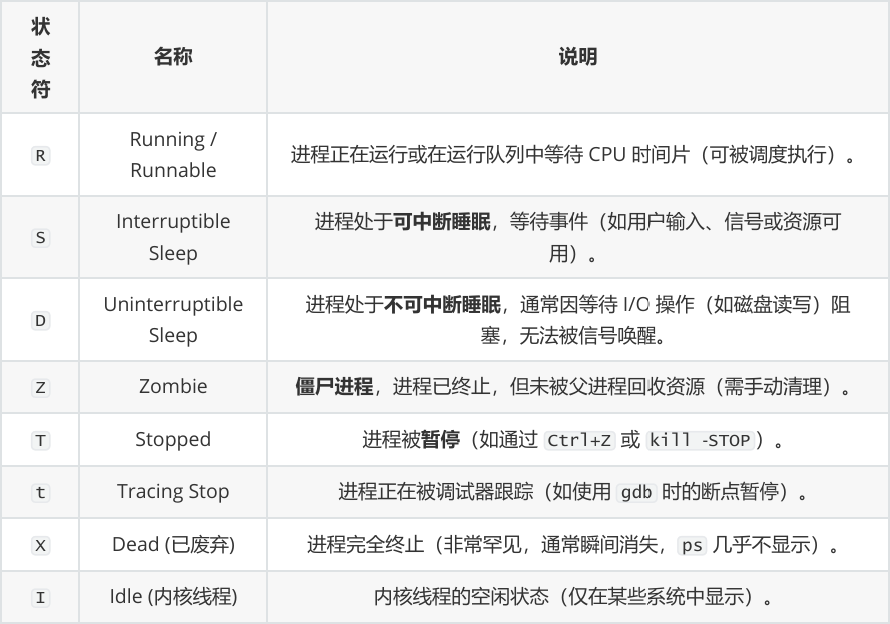 状
态
符
名称
说明
R
Running /
Runnable
进程正在运行或在运行队列中等待 CPU 时间片（可被调度执行）。
S
Interruptible
Sleep
进程处于可中断睡眠，等待事件（如用户输入、信号或资源可
用）。
D
Uninterruptible
Sleep
进程处于不可中断睡眠，通常因等待 I/O 操作（如磁盘读写）阻
塞，无法被信号唤醒。
Z
Zombie
僵尸进程，进程已终止，但未被父进程回收资源（需手动清理）。
T
Stopped
进程被暂停（如通过 Ctrl+Z 或 kill -STOP）。
t
Tracing Stop
进程正在被调试器跟踪（如使用 gdb 时的断点暂停）。
X
Dead (已废弃)
进程完全终止（非常罕见，通常瞬间消失，ps 几乎不显示）。
I
Idle (内核线程)
内核线程的空闲状态（仅在某些系统中显示）。